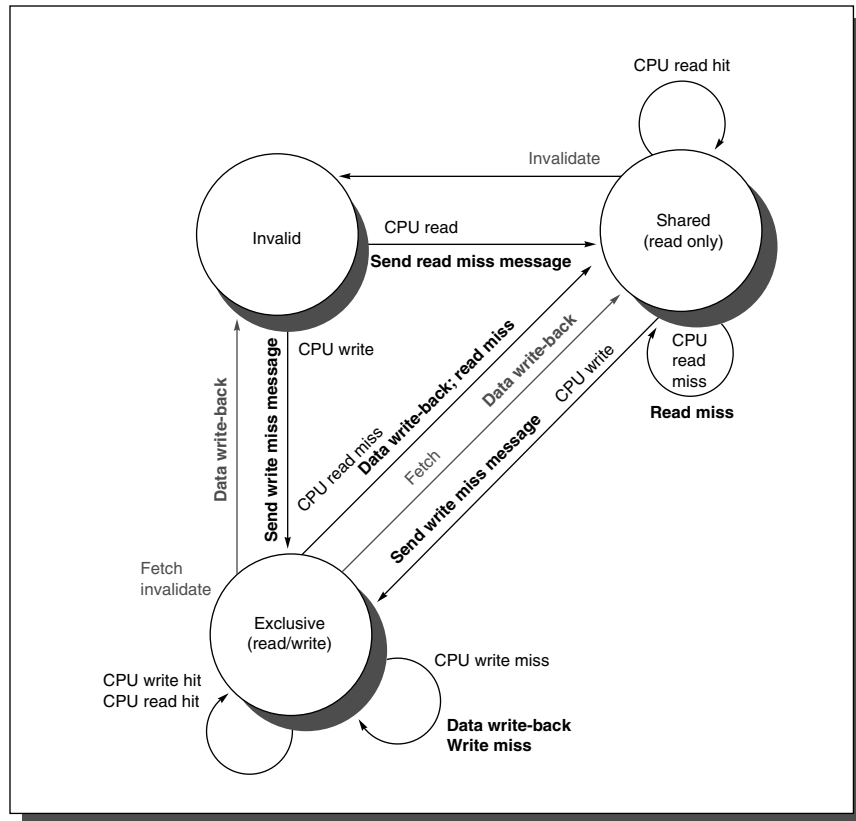 CPU read hit
Invalidate
Invalid
CPU read
Send read miss message
Shared
(read only)
CPU write
Send write miss message
Data write-back
Fetch
invalidate
CPU read miss
Data write-back; read miss
Fetch
Data write-back
Send write miss message
CPU write
CPU
read
miss
Read miss
Exclusive
(read/write)
CPU write hit
CPU read hit
CPU write miss
Data write-back
Write miss